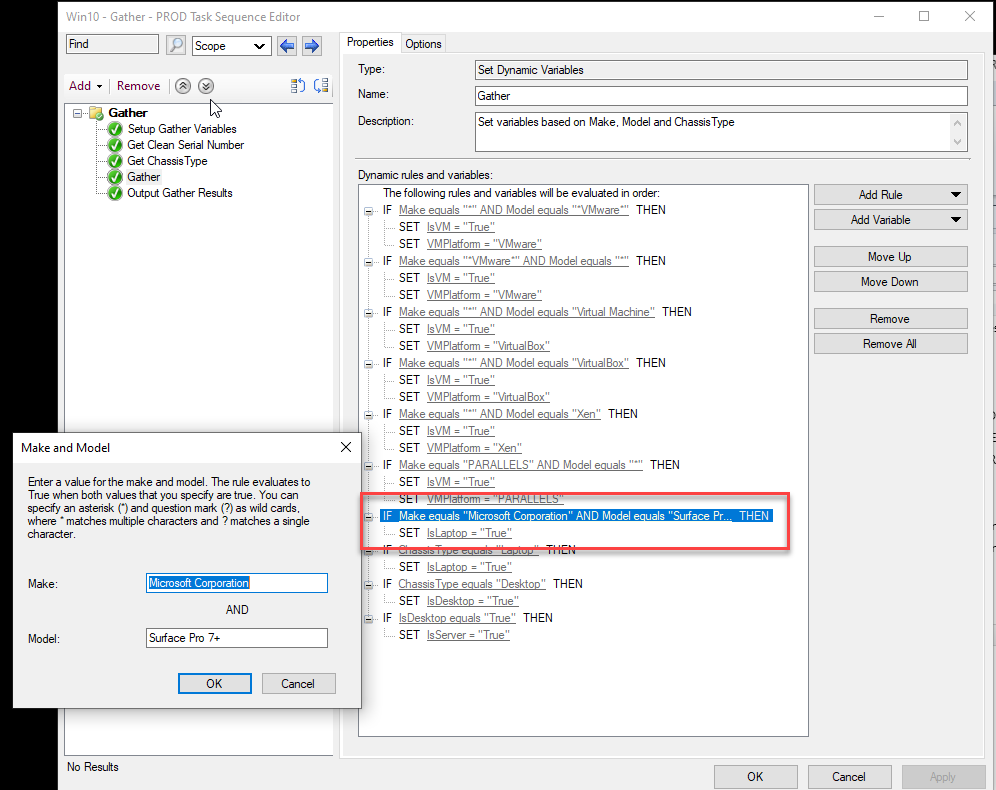 Win10 - Gather - PROD Task Sequence Editor
Find
Scope
Add
Remove
Gather
Setup Gather Variables
Get Clean Serial Number
Get ChassisType
Gather
Output Gather Results
Properties
Options
Type:
Set Dynamic Variables
Name:
Gather
Description:
Set variables based on Make, Model and ChassisType
Dynamic rules and variables:
The following rules and variables will be evaluated in order:
IF Make equals "*" AND Model equals "*VMware*" THEN
SET IsVM = "True"
SET VMPlatform = "VMware"
IF Make equals "*VMware*" AND Model equals "*" THEN
SET IsVM = "True"
SET VMPlatform = "VMware"
IF Make equals "*" AND Model equals "Virtual Machine" THEN
SET IsVM = "True"
SET VMPlatform = "VirtualBox"
IF Make equals "*" AND Model equals "VirtualBox" THEN
SET IsVM = "True"
SET VMPlatform = "VirtualBox"
IF Make equals "*" AND Model equals "Xen" THEN
SET IsVM = "True"
SET VMPlatform = "Xen"
IF Make equals "PARALLELS" AND Model equals "*" THEN
SET IsVM = "True"
SET VMPlatform = "PARALLELS"
IF Make equals "Microsoft Corporation" AND Model equals "Surface Pr... THEN
SET IsLaptop = "True"
IF ChassisType equals "Laptop" THEN
SET IsLaptop = "True"
IF ChassisType equals "Desktop" THEN
SET IsDesktop = "True"
IF IsDesktop equals "True" THEN
SET IsServer = "True"
Add Rule
Add Variable
Move Up
Move Down
Remove
Remove All
Make and Model
Enter a value for the make and model. The rule evaluates to
True when both values that you specify are true. You can
specify an asterisk (*) and question mark (?) as wild cards,
where * matches multiple characters and ? matches a single
character.
Make:
Microsoft Corporation
AND
Model:
Surface Pro 7+
OK
Cancel
No Results
OK
Cancel
Apply